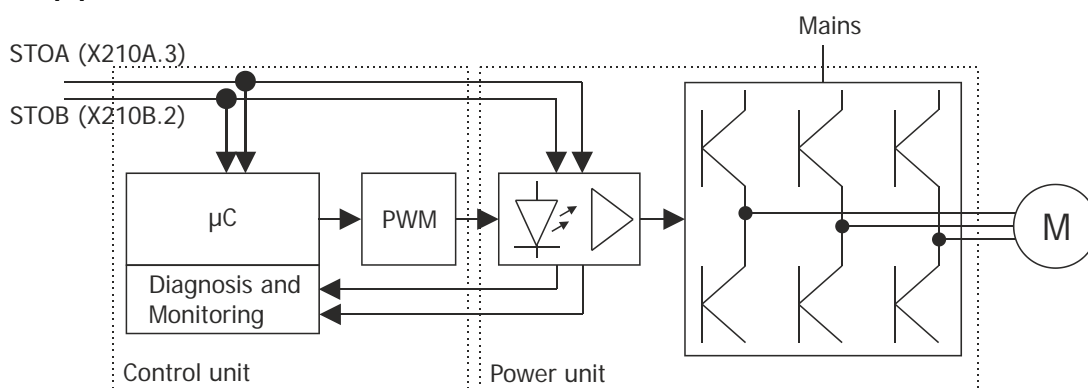 Mains
STOA (X210A.3)
STOB (X210B.2)
µC
PWM
M
Diagnosis and
Monitoring
Control unit
Power unit